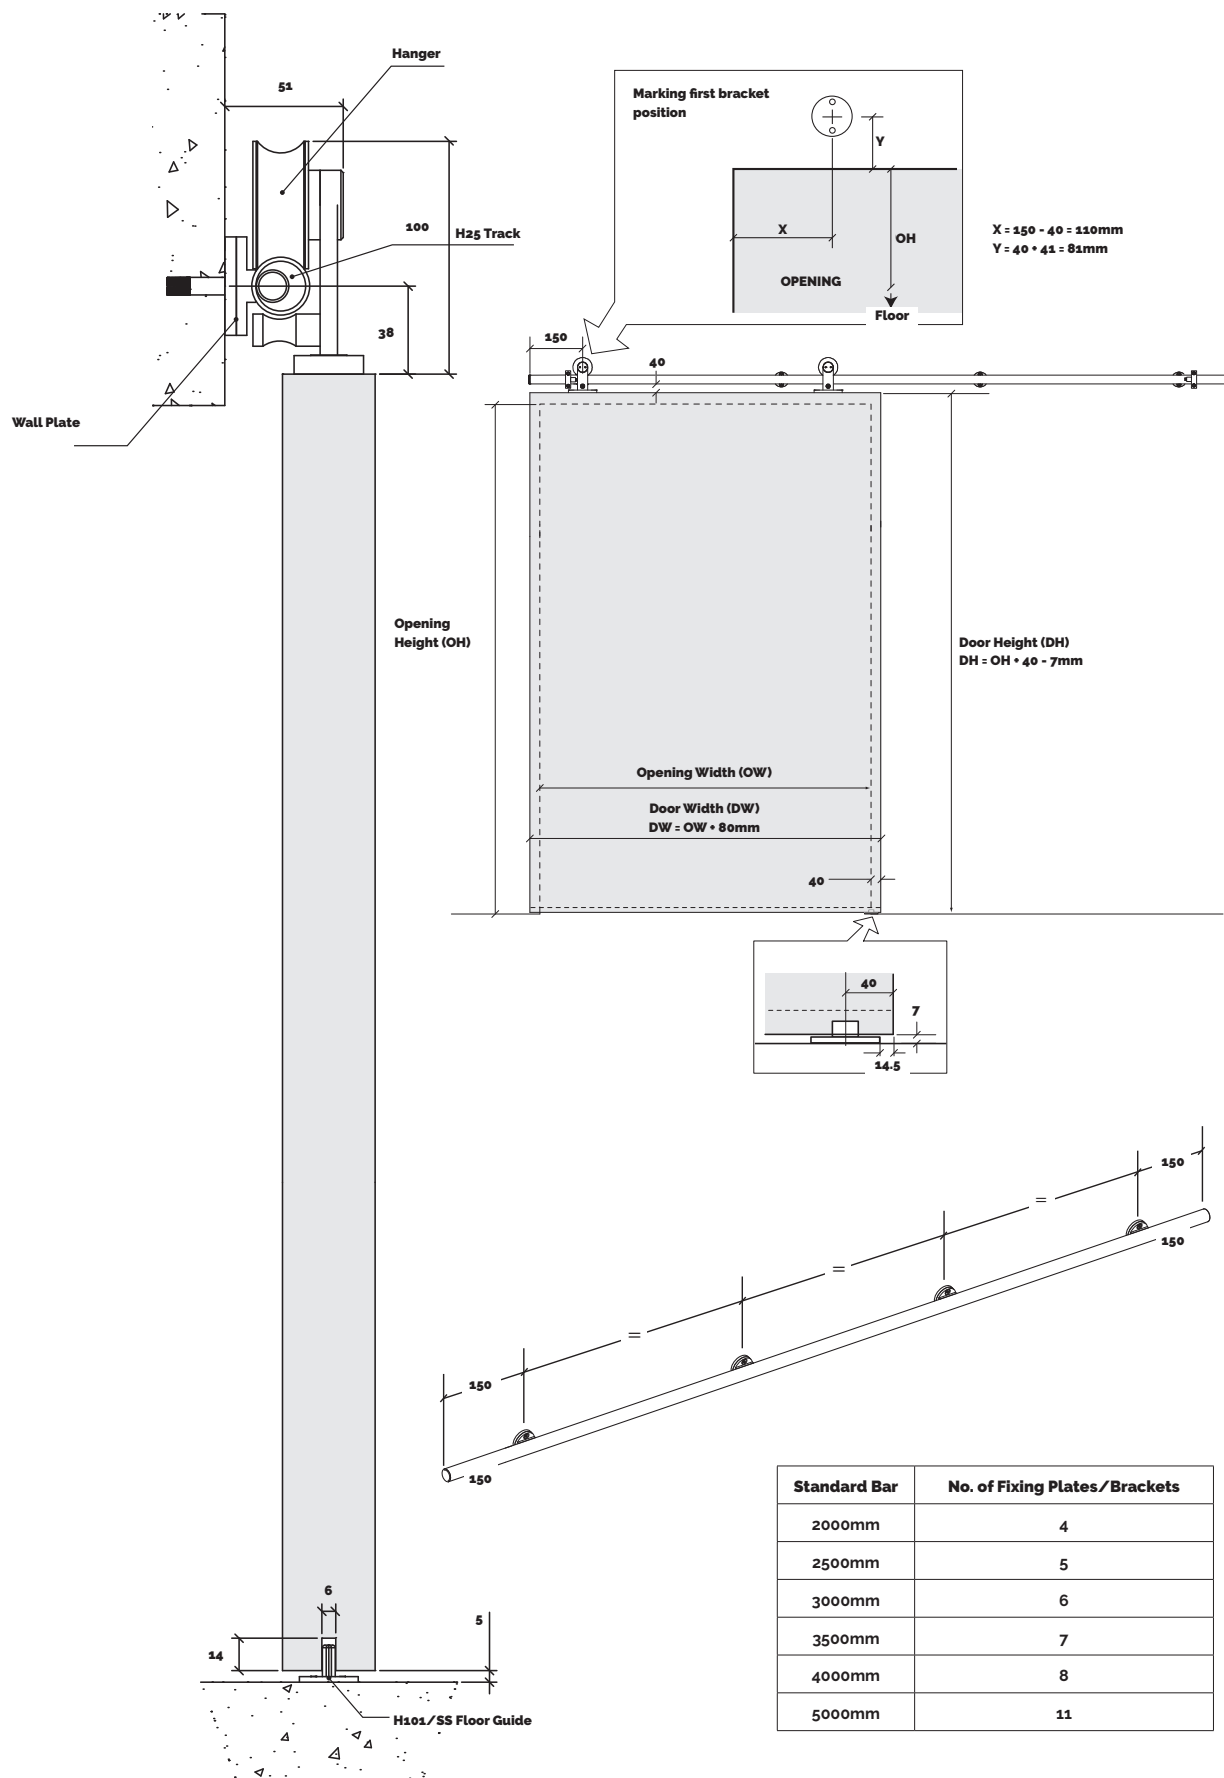 Hanger
51
Marking first bracket
position
Y
100
H25 Track
X
OH
X = 150 - 40 = 110mm
Y = 40 + 41 = 81mm
OPENING
Floor
38
150
40
Wall Plate
Opening
Height (OH)
Door Height (DH)
DH = OH + 40 - 7mm
Opening Width (OW)
Door Width (DW)
DW = OW + 80mm
40
40
7
14.5
150
=
150
=
=
150
150
Standard Bar No. of Fixing Plates/Brackets
2000mm 4
2500mm 5
3000mm 6
3500mm 7
4000mm 8
5000mm 11
6
5
14
H101/SS Floor Guide